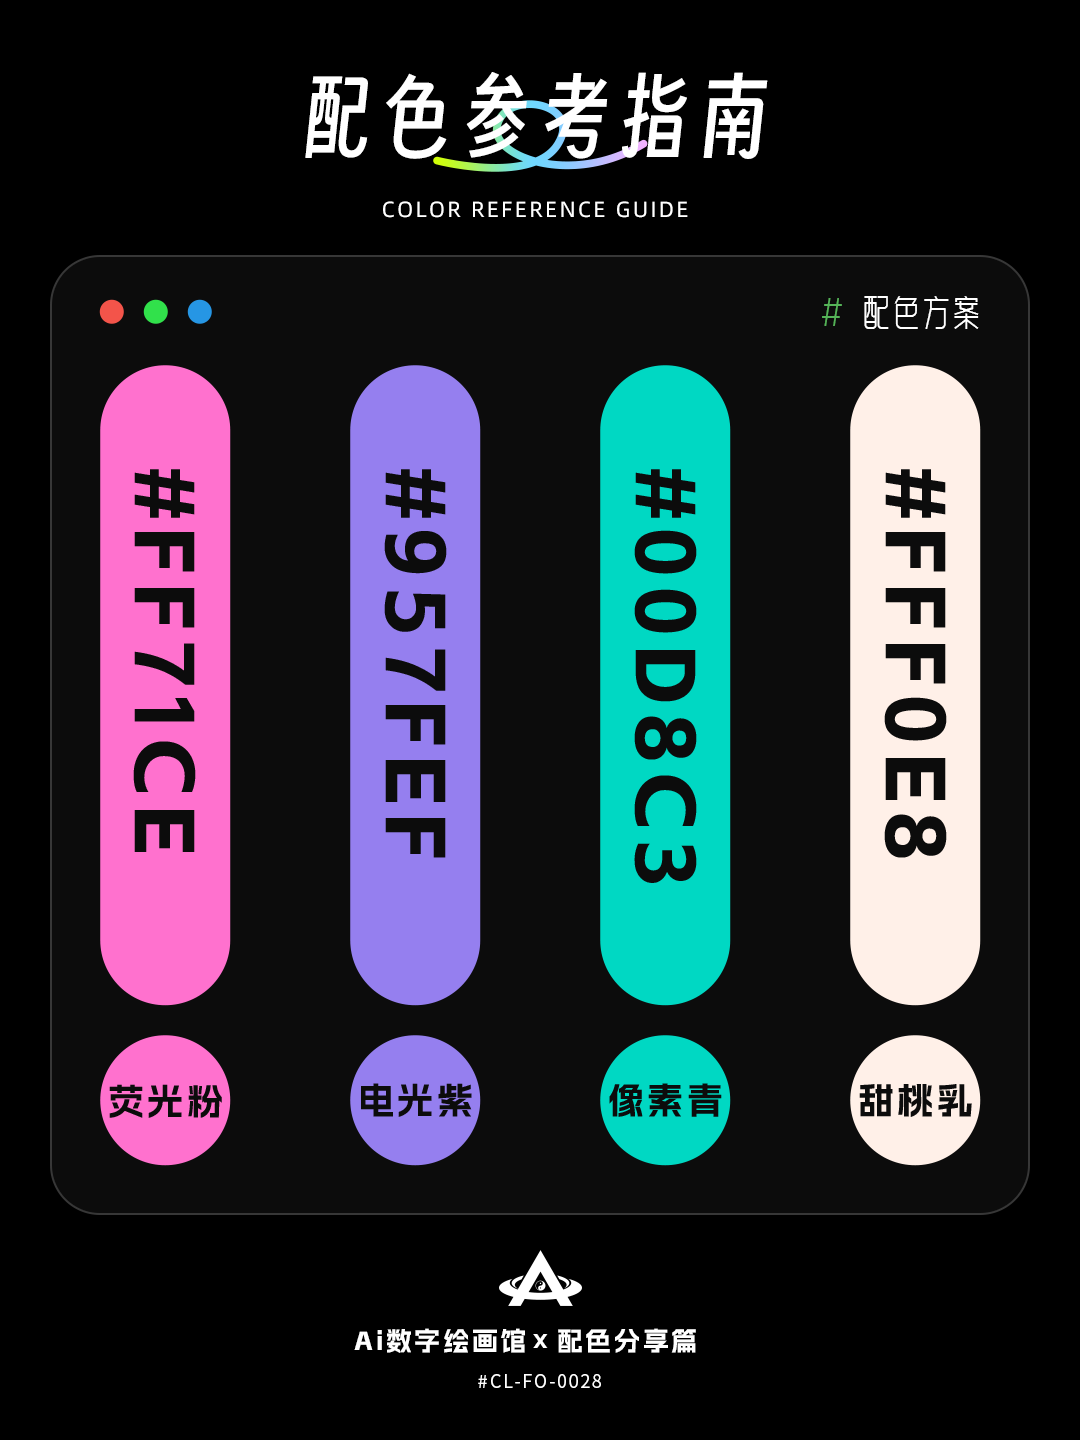 配色参考指南
COLOR REFERENCE GUIDE
# 配色方案
#FF71CE
#957FEF
#00D8C3
#FFF0E8
荧光粉
电光紫
像素青
甜桃乳
Ai数字绘画馆 x 配色分享篇
#CL-FO-0028